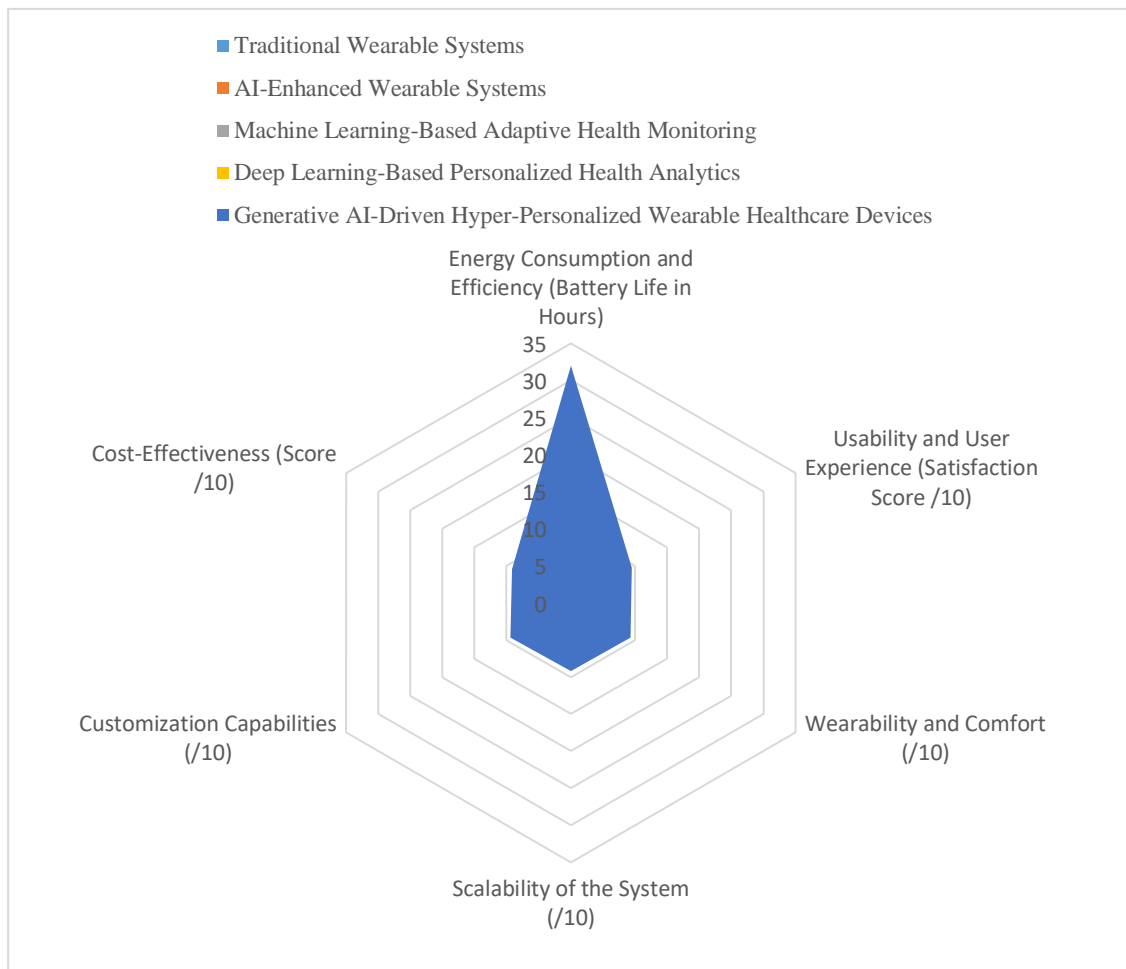 Traditional Wearable Systems
AI-Enhanced Wearable Systems
Machine Learning-Based Adaptive Health Monitoring
Deep Learning-Based Personalized Health Analytics
Generative AI-Driven Hyper-Personalized Wearable Healthcare Devices
Energy Consumption and
Efficiency (Battery Life in
Hours)
35
30
25
20
15
10
5
0
Usability and User
Experience (Satisfaction
Score /10)
Wearability and Comfort
(/10)
Scalability of the System
(/10)
Customization Capabilities
(/10)
Cost-Effectiveness (Score
/10)